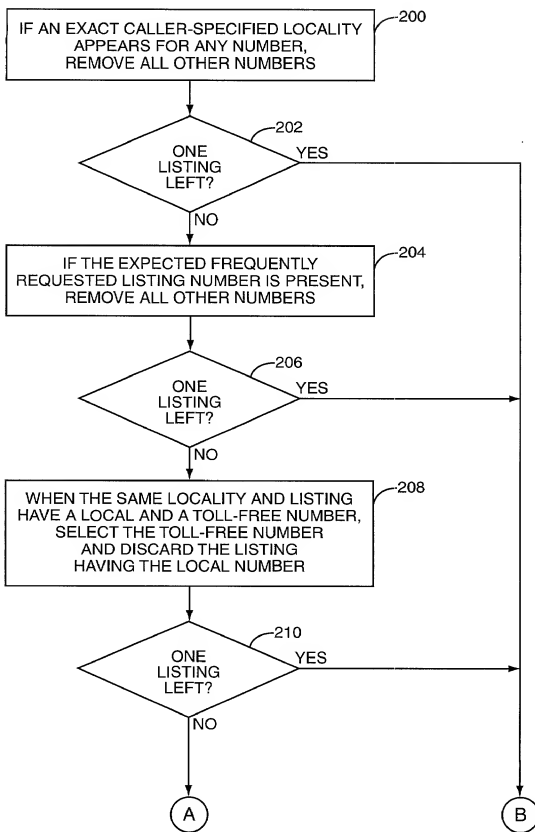 IF AN EXACT CALLER-SPECIFIED LOCALITY
APPEARS FOR ANY NUMBER,
REMOVE ALL OTHER NUMBERS
200
ONE
LISTING
LEFT?
202
YES
NO
IF THE EXPECTED FREQUENTLY
REQUESTED LISTING NUMBER IS PRESENT,
REMOVE ALL OTHER NUMBERS
204
ONE
LISTING
LEFT?
206
YES
NO
WHEN THE SAME LOCALITY AND LISTING
HAVE A LOCAL AND A TOLL-FREE NUMBER,
SELECT THE TOLL-FREE NUMBER
AND DISCARD THE LISTING
HAVING THE LOCAL NUMBER
208
ONE
LISTING
LEFT?
210
YES
NO
A
B